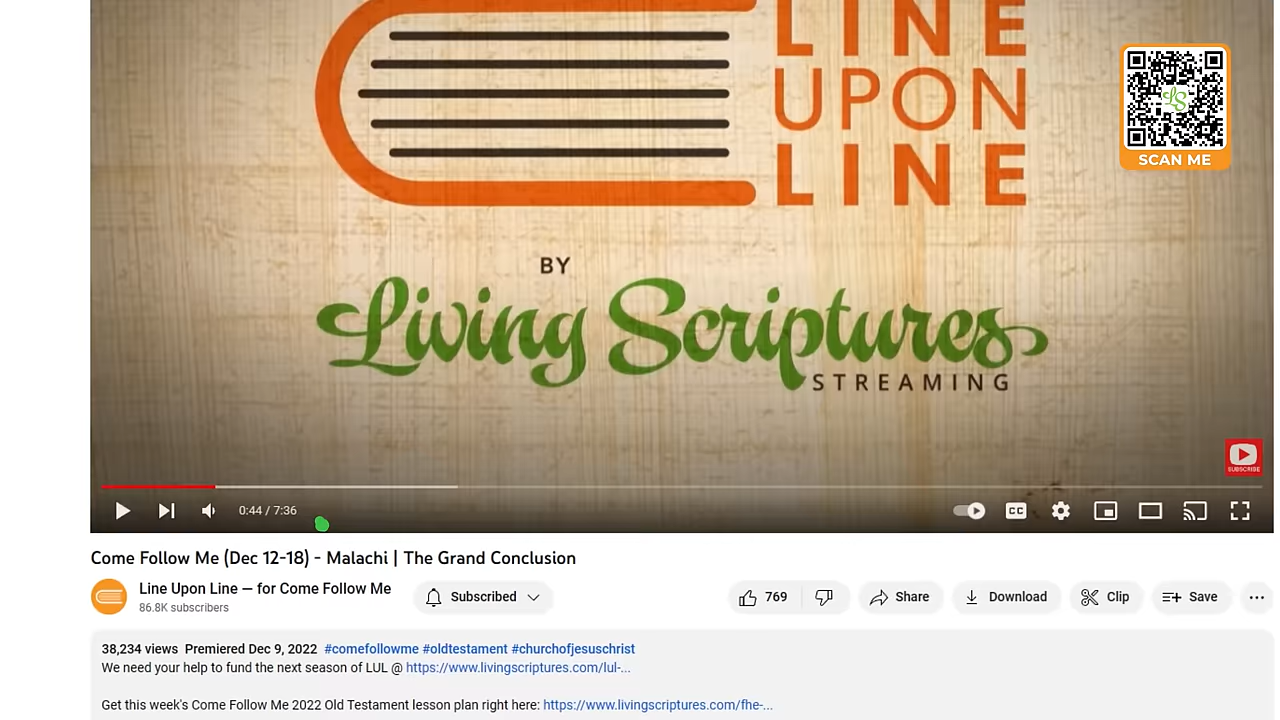 LINE
UPON
LINE
SCAN ME
BY
Living Scriptures
STREAMING
SUBSCRIBE
0:44 / 7:36
CC
Come Follow Me (Dec 12-18) - Malachi | The Grand Conclusion
Line Upon Line — for Come Follow Me
86.8K subscribers
Subscribed
769
Share
Download
Clip
Save
38,234 views Premiered Dec 9, 2022 #comefollowme #oldtestament #churchofjesuschrist
We need your help to fund the next season of LUL @ https://www.livingscriptures.com/lul-...
Get this week's Come Follow Me 2022 Old Testament lesson plan right here: https://www.livingscriptures.com/fhe-...